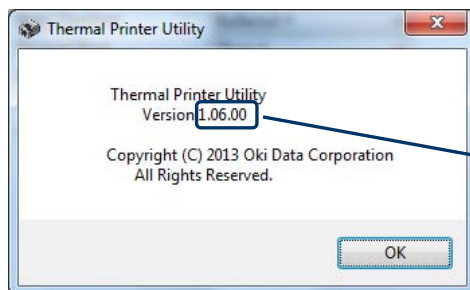 Thermal Printer Utility
Thermal Printer Utility
Version 1.06.00
Copyright (C) 2013 Oki Data Corporation
All Rights Reserved.
OK